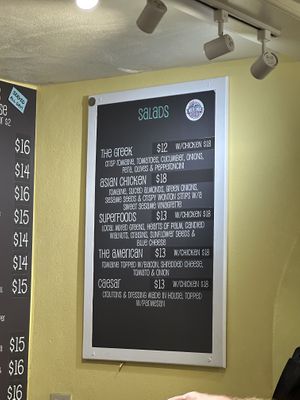 SALADS
THE GREEK $12 W/CHICKEN $18
CRISP ROMAINE, TOMATOES, CUCUMBER, ONIONS,
FETA, OLIVES & PEPPERONCINI
ASIAN CHICKEN $18
ROMAINE, SLICED ALMONDS, GREEN ONIONS,
SESAME SEEDS & CRISPY WONTON STRIPS W/A
SWEET SESAME VINAIGRETTE
SUPERFOODS $13 W/CHICKEN $18
LOCAL MIXED GREENS, HEARTS OF PALM, CANDIED
WALNUTS, CRAISINS, SUNFLOWER SEEDS &
BLUE CHEESE
THE AMERICAN $13 W/CHICKEN $18
ROMAINE TOPPED W/BACON, SHREDDED CHEESE,
TOMATO & ONION
CAESAR $13 W/CHICKEN $18
CROUTONS & DRESSING MADE IN HOUSE, TOPPED
W/PARMESAN
$16
$16
$16
$15
$16
$14
$14
$15
$15
$16
$16